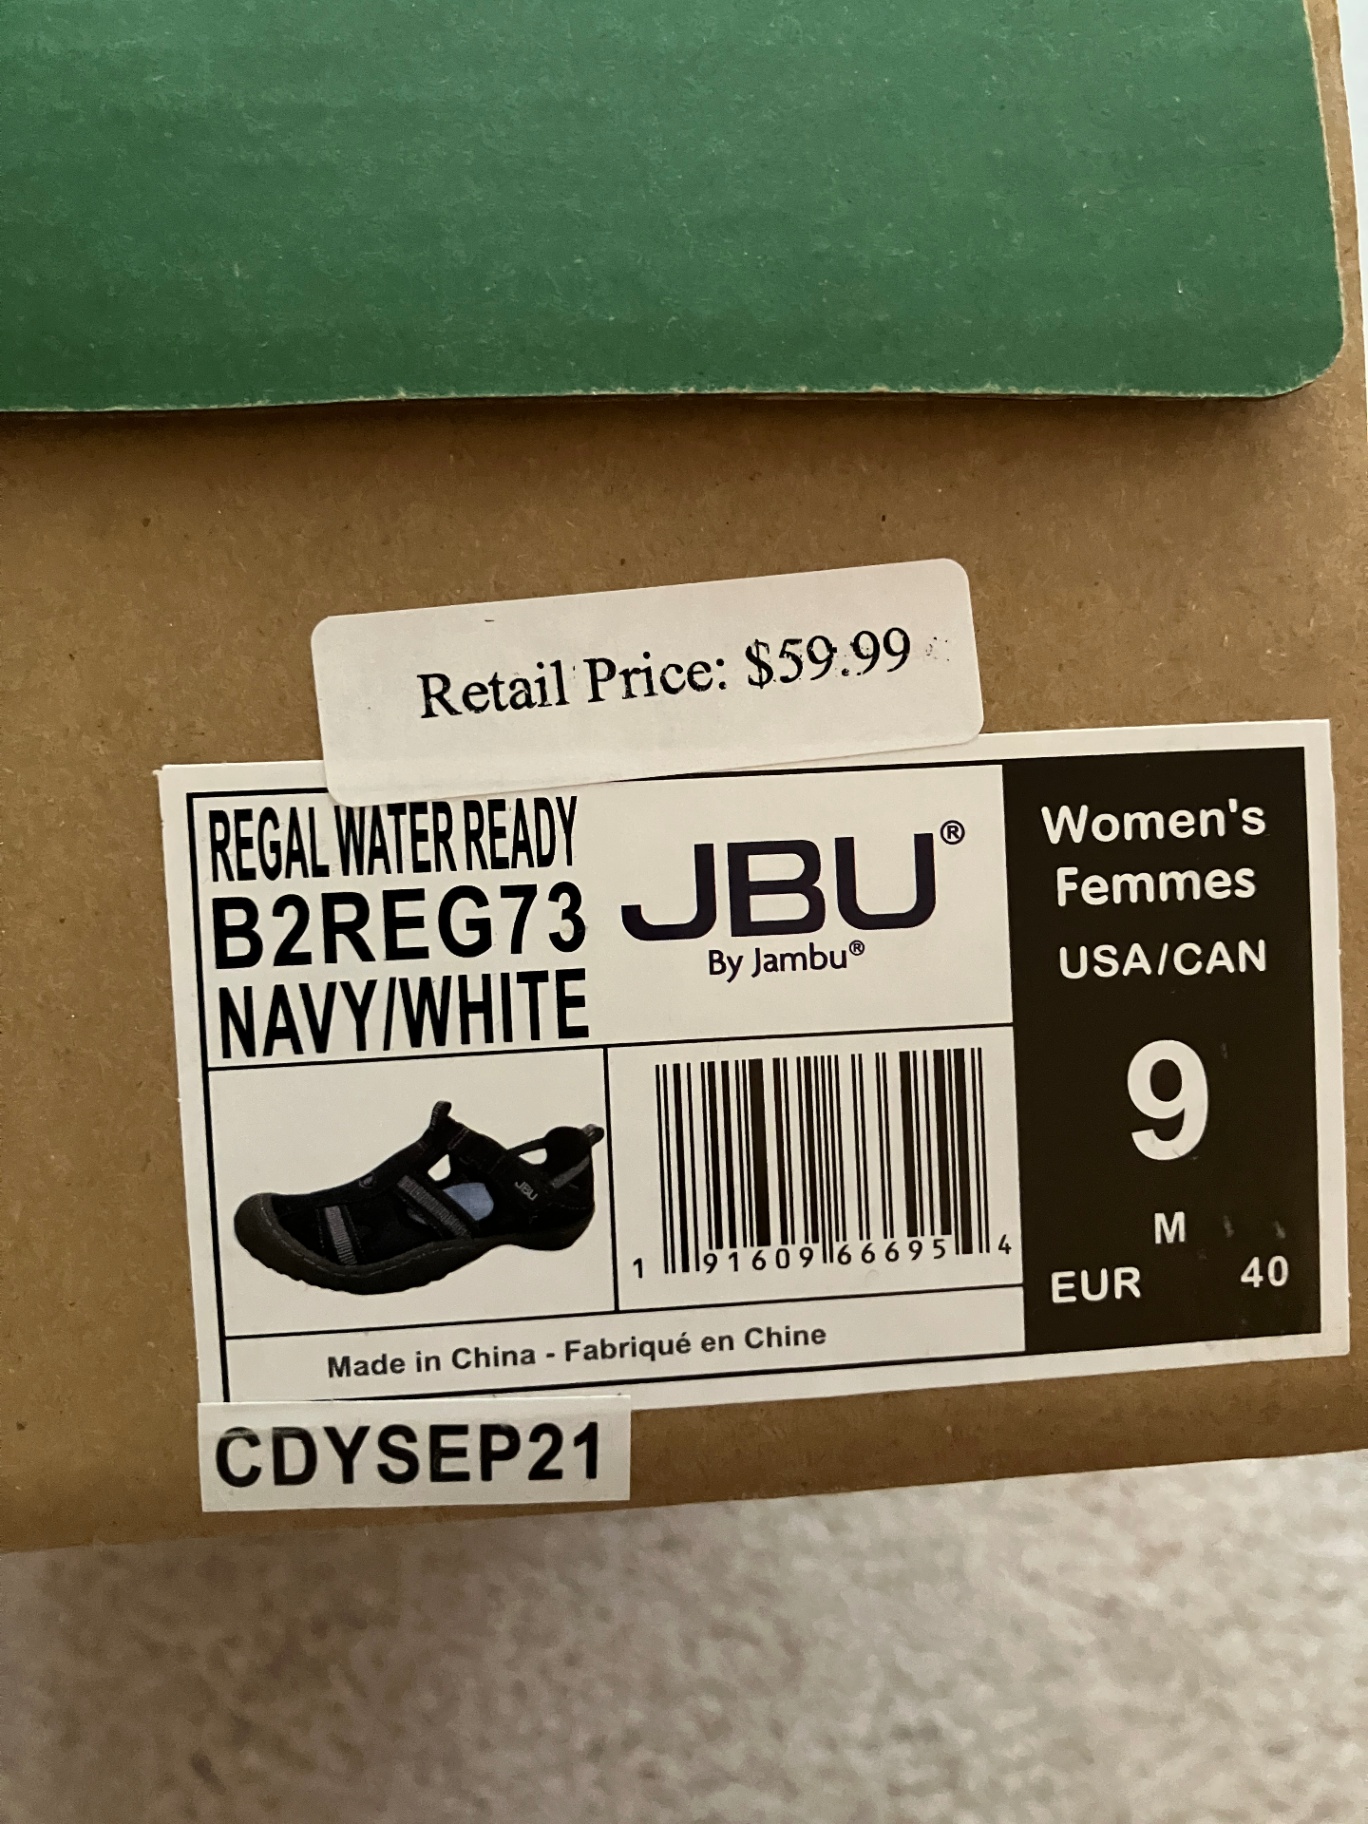 Retail Price: $59.99
REGAL WATER READY
B2REG73
NAVY/WHITE
JBU®
By Jambu®
Women's
Femmes
USA/CAN
9
M
EUR 40
JBU
1 91609 66695 4
Made in China - Fabriqué en Chine
CDYSEP21